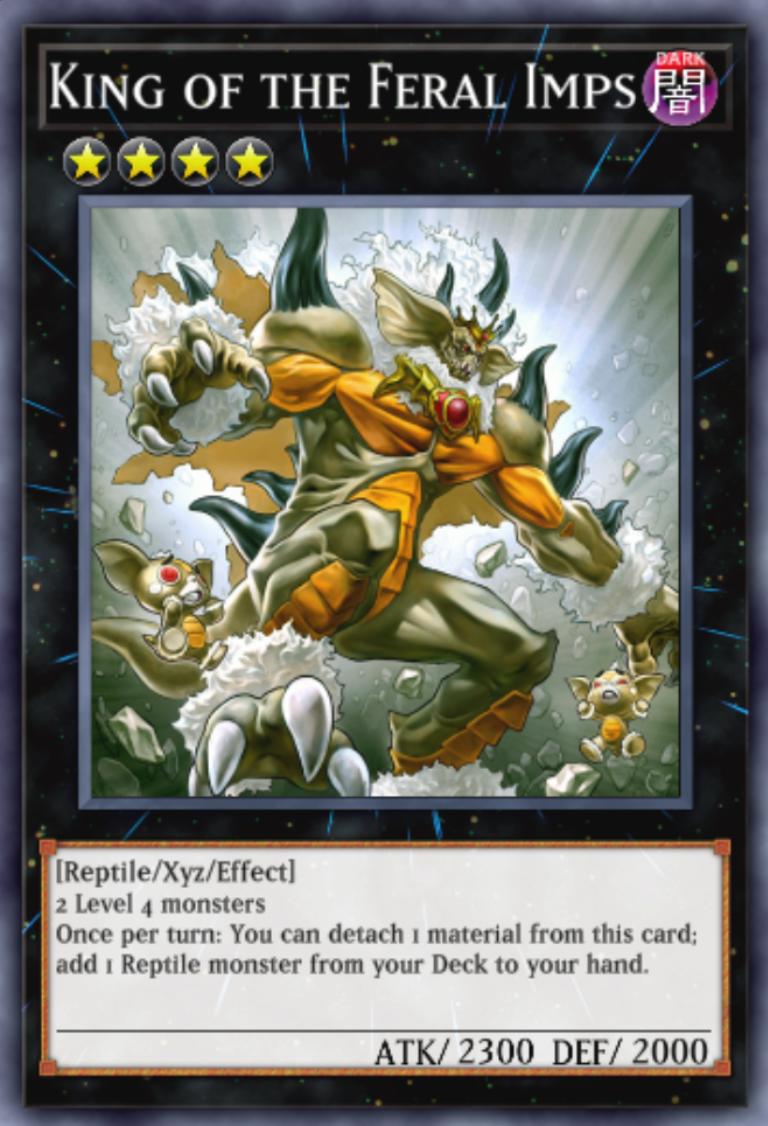 KING OF THE FERAL IMPS
DARK
闇
[Reptile/Xyz/Effect]
2 Level 4 monsters
Once per turn: You can detach 1 material from this card;
add 1 Reptile monster from your Deck to your hand.
ATK/ 2300 DEF/ 2000